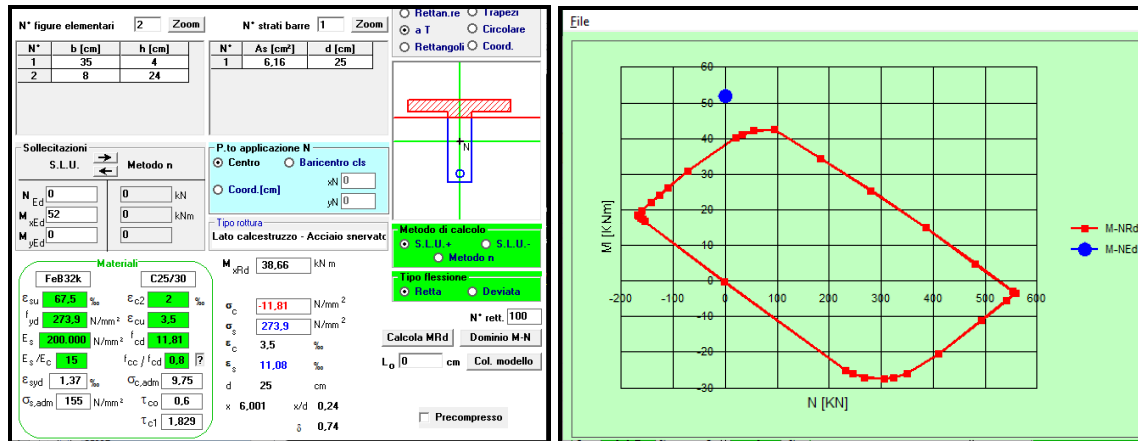 N° figure elementari 2 Zoom
N° strati barre 1 Zoom
N° b [cm] h [cm]
1 35 4
2 8 24
N° As [cm²] d [cm]
1 6,16 25
Rettan.re Trapezi
a T Circolare
Rettangoli Coord.
N
Sollecitazioni
S.L.U. Metodo n
N Ed 0 0 kN
M xEd 52 0 kNm
M yEd 0 0
P.to applicazione N
Centro Baricentro cls
Coord.[cm] xN 0
yN 0
Tipo rottura
Lato calcestruzzo - Acciaio snervato
Metodo di calcolo
S.L.U.+ S.L.U.-
Metodo n
Tipo flessione
Retta Deviata
N° rett. 100
Calcola MRd Dominio M-N
L₀ 0 cm Col. modello
Precompresso
Materiali
FeB32k C25/30
εsu 67,5 ‰ εc2 2 ‰
fyd 273,9 N/mm² εcu 3,5
Es 200.000 N/mm² fcd 11,81
Es/Ec 15 fcc / fcd 0,8 ?
εsyd 1,37 ‰ σc,adm 9,75
σs,adm 155 N/mm² τco 0,6
τc1 1,829
M xRd 38,66 kN m
σc -11,81 N/mm²
σs 273,9 N/mm²
εc 3,5 ‰
εs 11,08 ‰
d 25 cm
x 6,001 x/d 0,24
δ 0,74
File
M [KNm]
60
50
40
30
20
10
0
-10
-20
-30
-200 -100 0 100 200 300 400 500 600
N [KN]
M-NRd
M-NEd